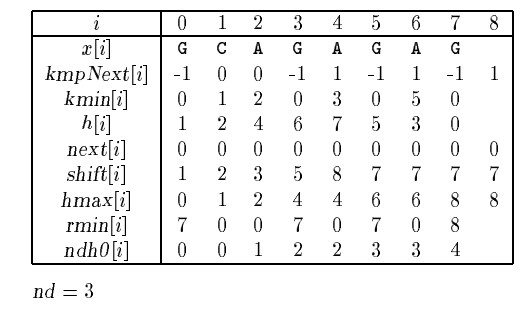 i 0 1 2 3 4 5 6 7 8
x[i] G C A G A G A G
kmpNext[i] -1 0 0 -1 1 -1 1 -1 1
kmin[i] 0 1 2 0 3 0 5 0
h[i] 1 2 4 6 7 5 3 0
next[i] 0 0 0 0 0 0 0 0 0
shift[i] 1 2 3 5 8 7 7 7 7
hmax[i] 0 1 2 4 4 6 6 8 8
rmin[i] 7 0 0 7 0 7 0 8
ndh0[i] 0 0 1 2 2 3 3 4
nd = 3